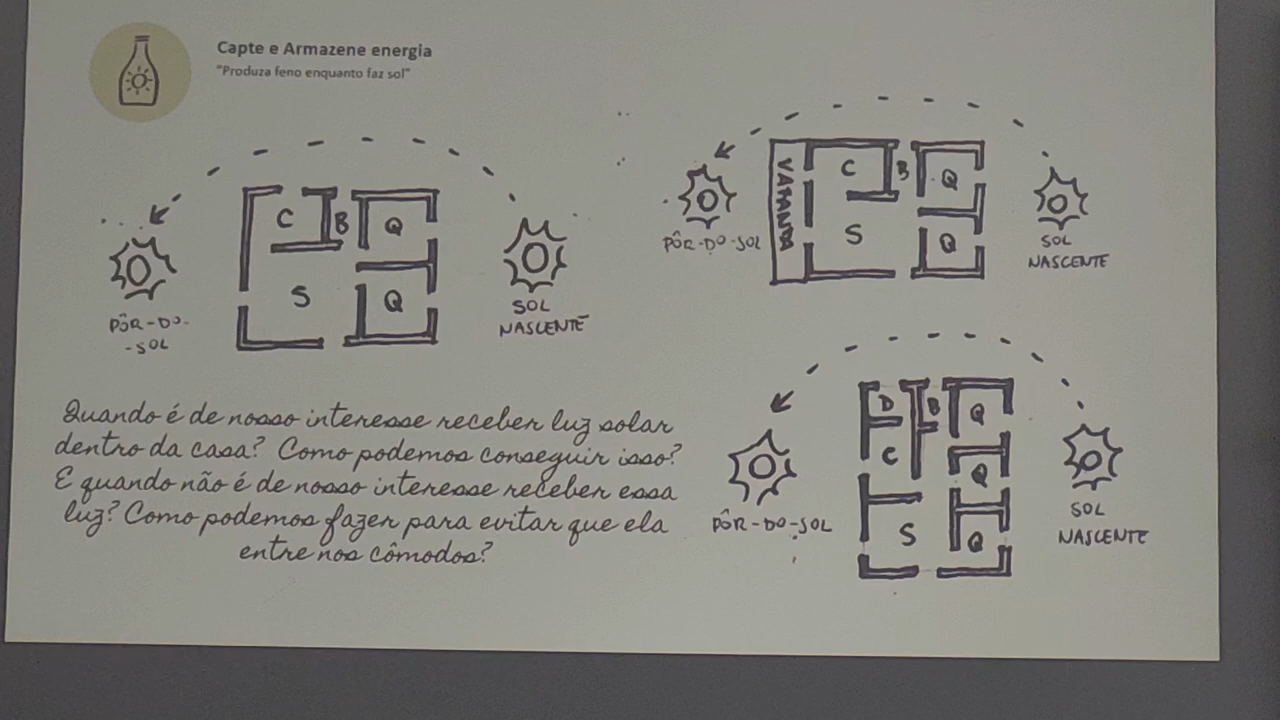 Capte e Armazene energia
"Produza feno enquanto faz sol"
C
B
Q
S
Q
PÔR-DO-
-SOL
SOL
NASCENTE
VARANDA
C
B
Q
S
Q
PÔR-DO-SOL
SOL
NASCENTE
D
B
Q
C
Q
S
Q
PÔR-DO-SOL
SOL
NASCENTE
Quando é de nosso interesse receber luz solar
dentro da casa? Como podemos conseguir isso?
E quando não é de nosso interesse receber essa
luz? Como podemos fazer para evitar que ela
entre nos cômodos?